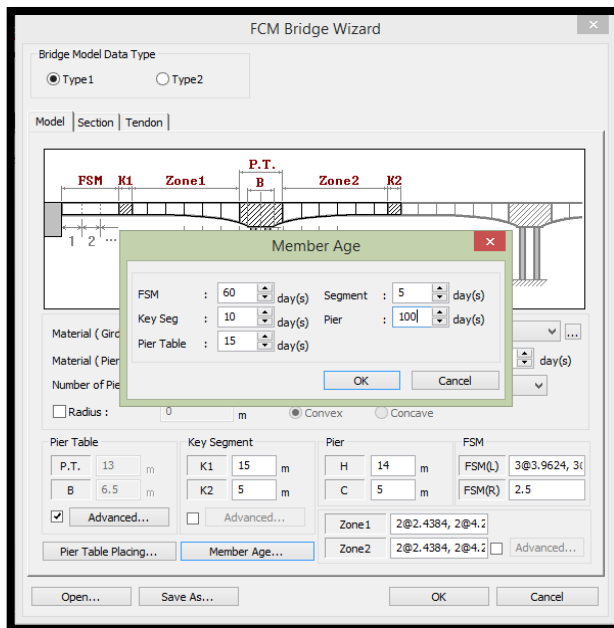 FCM Bridge Wizard
Bridge Model Data Type
Type1 Type2
Model Section Tendon
P.T.
FSM K1 Zone1 B Zone2 K2
1 2 ...
Member Age
FSM : 60 day(s) Segment : 5 day(s)
Key Seg : 10 day(s) Pier : 100 day(s)
Pier Table : 15 day(s)
OK Cancel
Material ( Gird ...
Material ( Pier day(s)
Number of Pie
Radius : 0 m Convex Concave
Pier Table Key Segment Pier FSM
P.T. 13 m K1 15 m H 14 m FSM(L) 3@3.9624, 3(
B 6.5 m K2 5 m C 5 m FSM(R) 2.5
Advanced... Advanced... Zone1 2@2.4384, 2@4.2
Pier Table Placing... Member Age... Zone2 2@2.4384, 2@4.2 Advanced...
Open... Save As... OK Cancel